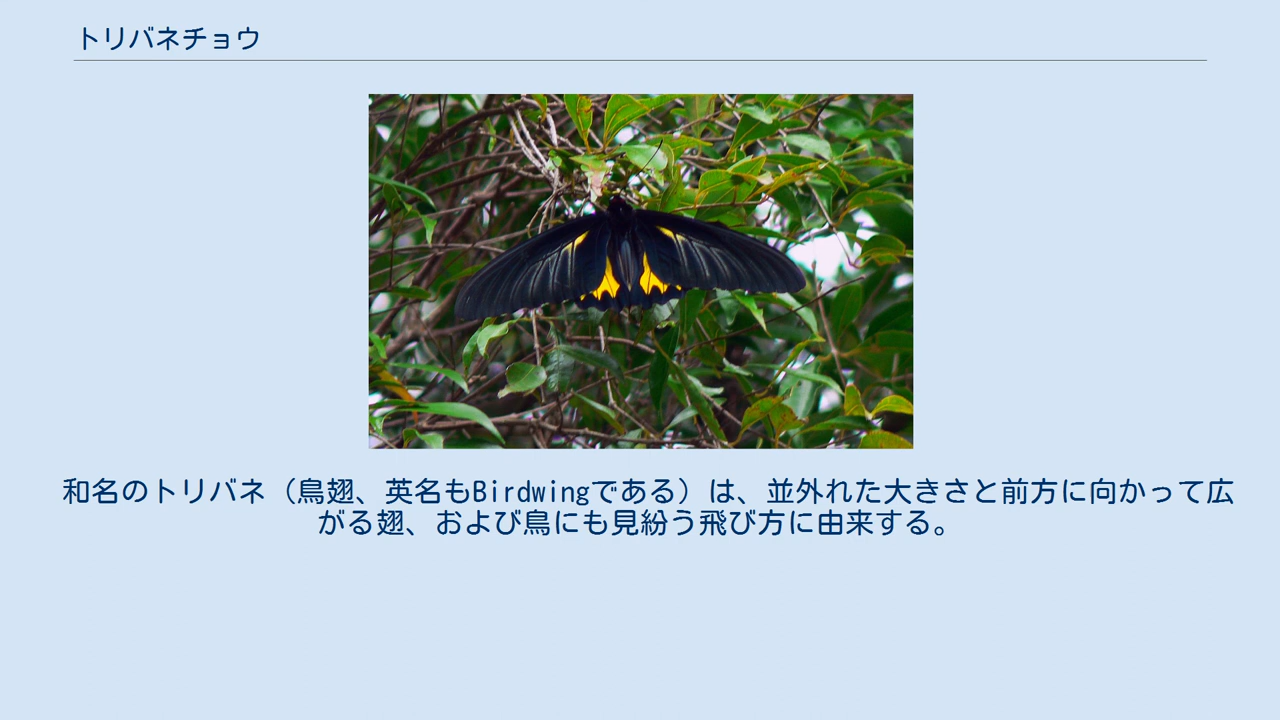 トリバネチョウ
和名のトリバネ（鳥翅、英名もBirdwingである）は、並外れた大きさと前方に向かって広
がる翅、および鳥にも見紛う飛び方に由来する。